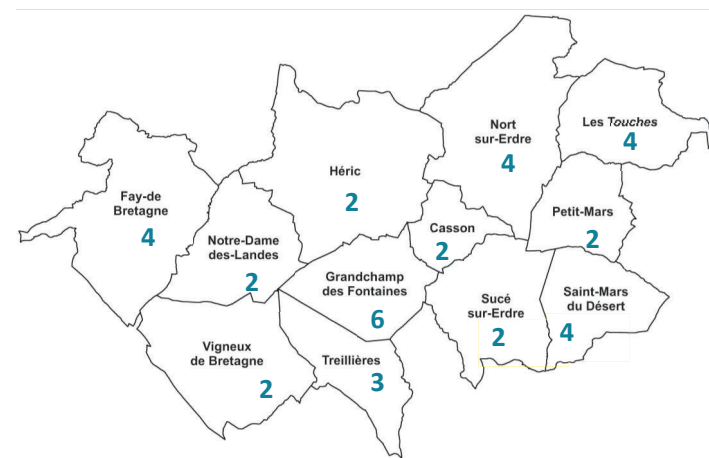 Nort
sur-Erdre
4
Les Touches
4
Héric
2
Fay-de
Bretagne
4
Petit-Mars
2
Casson
2
Notre-Dame
des-Landes
2
Grandchamp
des Fontaines
6
Sucé
sur-Erdre
2
Saint-Mars
du Désert
4
Vigneux
de Bretagne
2
Treillières
3